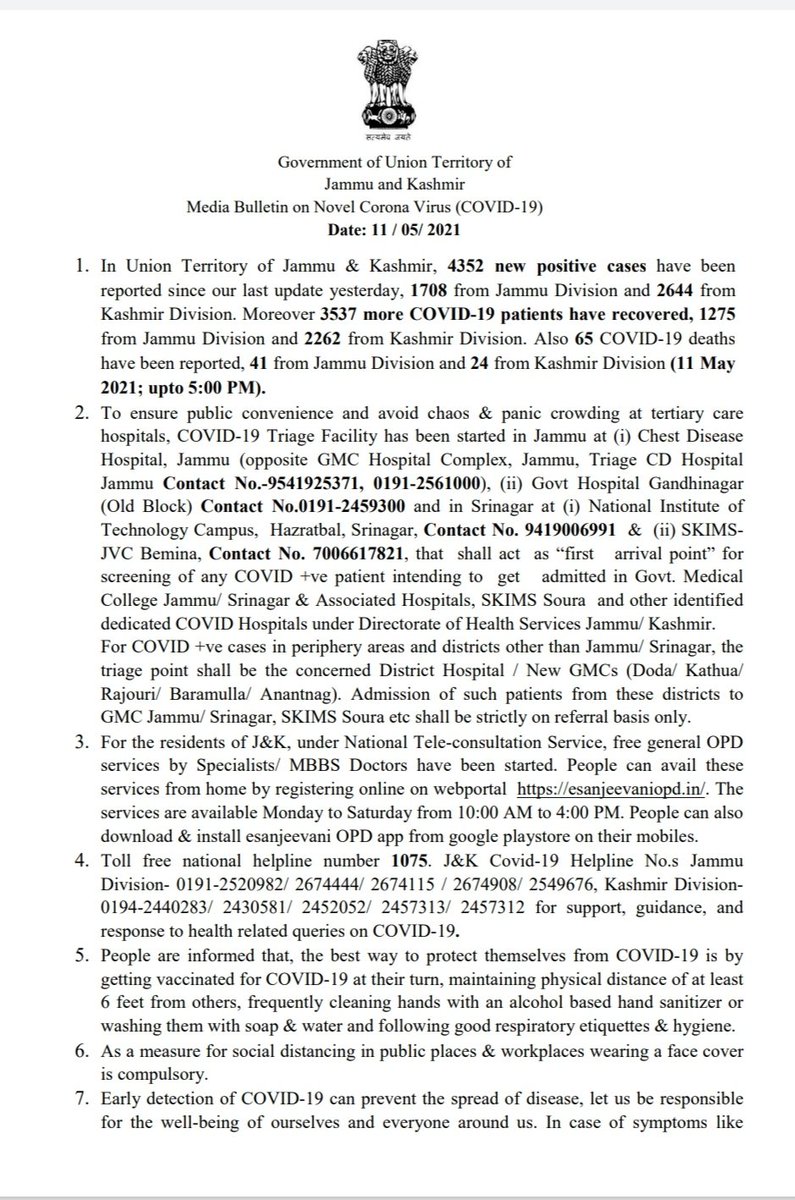 सत्यमेव जयते
Government of Union Territory of
Jammu and Kashmir
Media Bulletin on Novel Corona Virus (COVID-19)
Date: 11 / 05/ 2021
1. In Union Territory of Jammu & Kashmir, 4352 new positive cases have been
reported since our last update yesterday, 1708 from Jammu Division and 2644 from
Kashmir Division. Moreover 3537 more COVID-19 patients have recovered, 1275
from Jammu Division and 2262 from Kashmir Division. Also 65 COVID-19 deaths
have been reported, 41 from Jammu Division and 24 from Kashmir Division (11 May
2021; upto 5:00 PM).
2. To ensure public convenience and avoid chaos & panic crowding at tertiary care
hospitals, COVID-19 Triage Facility has been started in Jammu at (i) Chest Disease
Hospital, Jammu (opposite GMC Hospital Complex, Jammu, Triage CD Hospital
Jammu Contact No.-9541925371, 0191-2561000), (ii) Govt Hospital Gandhinagar
(Old Block) Contact No.0191-2459300 and in Srinagar at (i) National Institute of
Technology Campus, Hazratbal, Srinagar, Contact No. 9419006991 & (ii) SKIMS-
JVC Bemina, Contact No. 7006617821, that shall act as “first arrival point” for
screening of any COVID +ve patient intending to get admitted in Govt. Medical
College Jammu/ Srinagar & Associated Hospitals, SKIMS Soura and other identified
dedicated COVID Hospitals under Directorate of Health Services Jammu/ Kashmir.
For COVID +ve cases in periphery areas and districts other than Jammu/ Srinagar, the
triage point shall be the concerned District Hospital / New GMCs (Doda/ Kathua/
Rajouri/ Baramulla/ Anantnag). Admission of such patients from these districts to
GMC Jammu/ Srinagar, SKIMS Soura etc shall be strictly on referral basis only.
3. For the residents of J&K, under National Tele-consultation Service, free general OPD
services by Specialists/ MBBS Doctors have been started. People can avail these
services from home by registering online on webportal https://esanjeevaniopd.in/. The
services are available Monday to Saturday from 10:00 AM to 4:00 PM. People can also
download & install esanjeevani OPD app from google playstore on their mobiles.
4. Toll free national helpline number 1075. J&K Covid-19 Helpline No.s Jammu
Division- 0191-2520982/ 2674444/ 2674115 / 2674908/ 2549676, Kashmir Division-
0194-2440283/ 2430581/ 2452052/ 2457313/ 2457312 for support, guidance, and
response to health related queries on COVID-19.
5. People are informed that, the best way to protect themselves from COVID-19 is by
getting vaccinated for COVID-19 at their turn, maintaining physical distance of at least
6 feet from others, frequently cleaning hands with an alcohol based hand sanitizer or
washing them with soap & water and following good respiratory etiquettes & hygiene.
6. As a measure for social distancing in public places & workplaces wearing a face cover
is compulsory.
7. Early detection of COVID-19 can prevent the spread of disease, let us be responsible
for the well-being of ourselves and everyone around us. In case of symptoms like